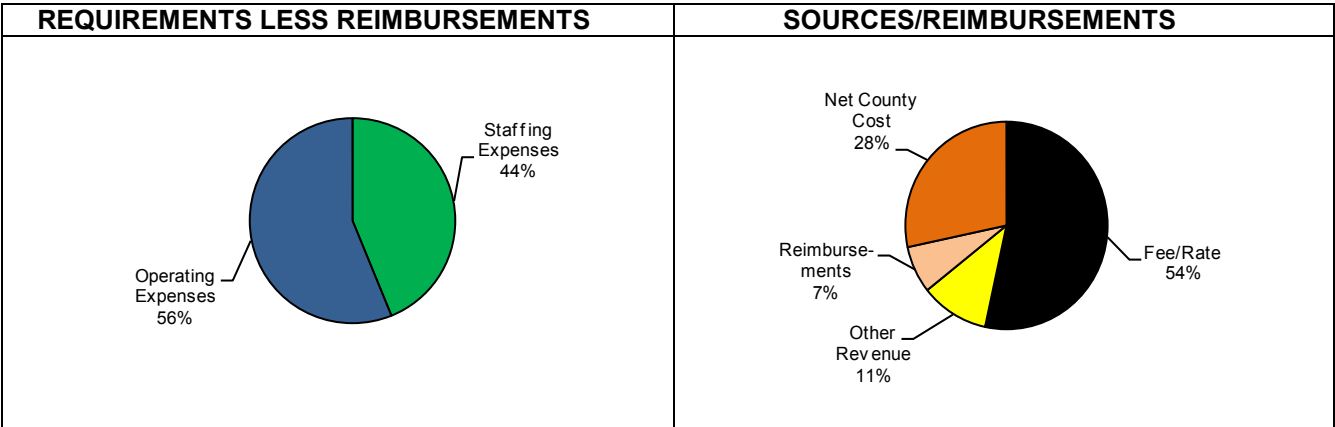 REQUIREMENTS LESS REIMBURSEMENTS
Staffing
Expenses
44%
Operating
Expenses
56%
SOURCES/REIMBURSEMENTS
Net County
Cost
28%
Reimburse-
ments
7%
Other
Revenue
11%
Fee/Rate
54%